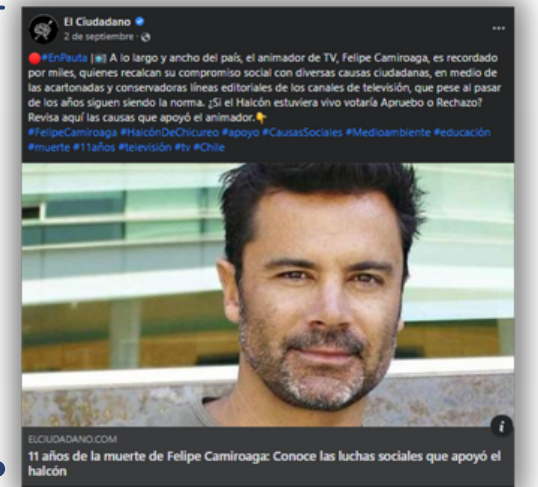 El Ciudadano
2 de septiembre ·
#EnPauta | A lo largo y ancho del país, el animador de TV, Felipe Camiroaga, es recordado
por miles, quienes recalcan su compromiso social con diversas causas ciudadanas, en medio de
las acartonadas y conservadoras líneas editoriales de los canales de televisión, que pese al pasar
de los años siguen siendo la norma. ¿Si el Halcón estuviera vivo votaría Apruebo o Rechazo?
Revisa aquí las causas que apoyó el animador.👇
#FelipeCamiroaga #HalcónDeChicureo #apoyo #CausasSociales #Medioambiente #educación
#muerte #11años #televisión #tv #Chile
ELCIUDADANO.COM
11 años de la muerte de Felipe Camiroaga: Conoce las luchas sociales que apoyó el
halcón